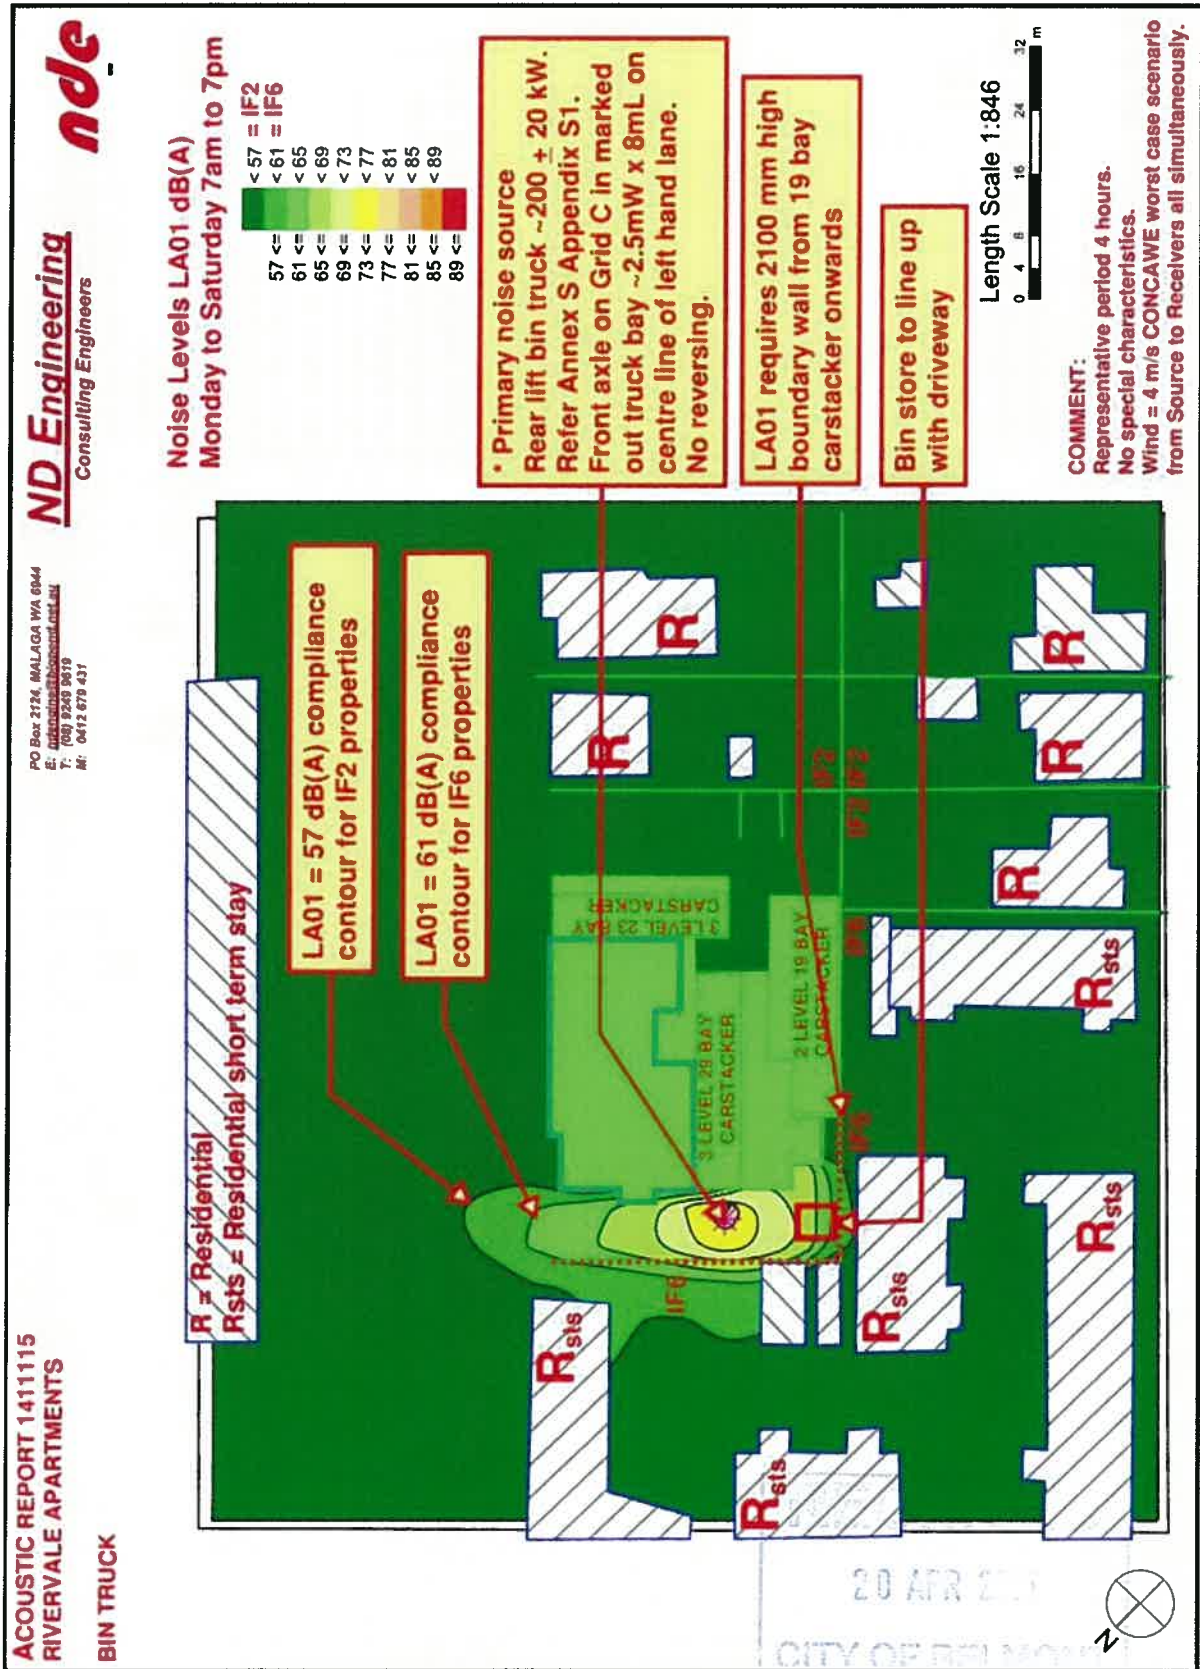 ACOUSTIC REPORT 1411115
RIVERVALE APARTMENTS
BIN TRUCK
PO Box 2124, MALAGA WA 6944
T: (08) 9249 9619
M: 0412 679 431
ND Engineering
Consulting Engineers
nde
Noise Levels LA01 dB(A)
Monday to Saturday 7am to 7pm
< 57 = IF2
57 <= < 61 = IF6
61 <= < 65
65 <= < 69
69 <= < 73
73 <= < 77
77 <= < 81
81 <= < 85
85 <= < 89
89 <=
R = Residential
Rsts = Residential short term stay
LA01 = 57 dB(A) compliance
contour for IF2 properties
LA01 = 61 dB(A) compliance
contour for IF6 properties
* Primary noise source
Rear lift bin truck ~200 ± 20 kW.
Refer Annex S Appendix S1.
Front axle on Grid C in marked
out truck bay ~2.5mW x 8mL on
centre line of left hand lane.
No reversing.
LA01 requires 2100 mm high
boundary wall from 19 bay
carstacker onwards
Bin store to line up
with driveway
Length Scale 1:846
0 4 8 16 24 32
m
COMMENT:
Representative period 4 hours.
No special characteristics.
Wind = 4 m/s CONCAWE worst case scenario
from Source to Receivers all simultaneously.
3 LEVEL 23 BAY
CARSTACKER
3 LEVEL 29 BAY
CARSTACKER
2 LEVEL 19 BAY
CARSTACKER
IF6
IF6
IF6
IF2
IF2 IF2
Rsts
Rsts
Rsts
Rsts
Rsts
R
R
R
R
R
20 APR
CITY OF BELMONT
N